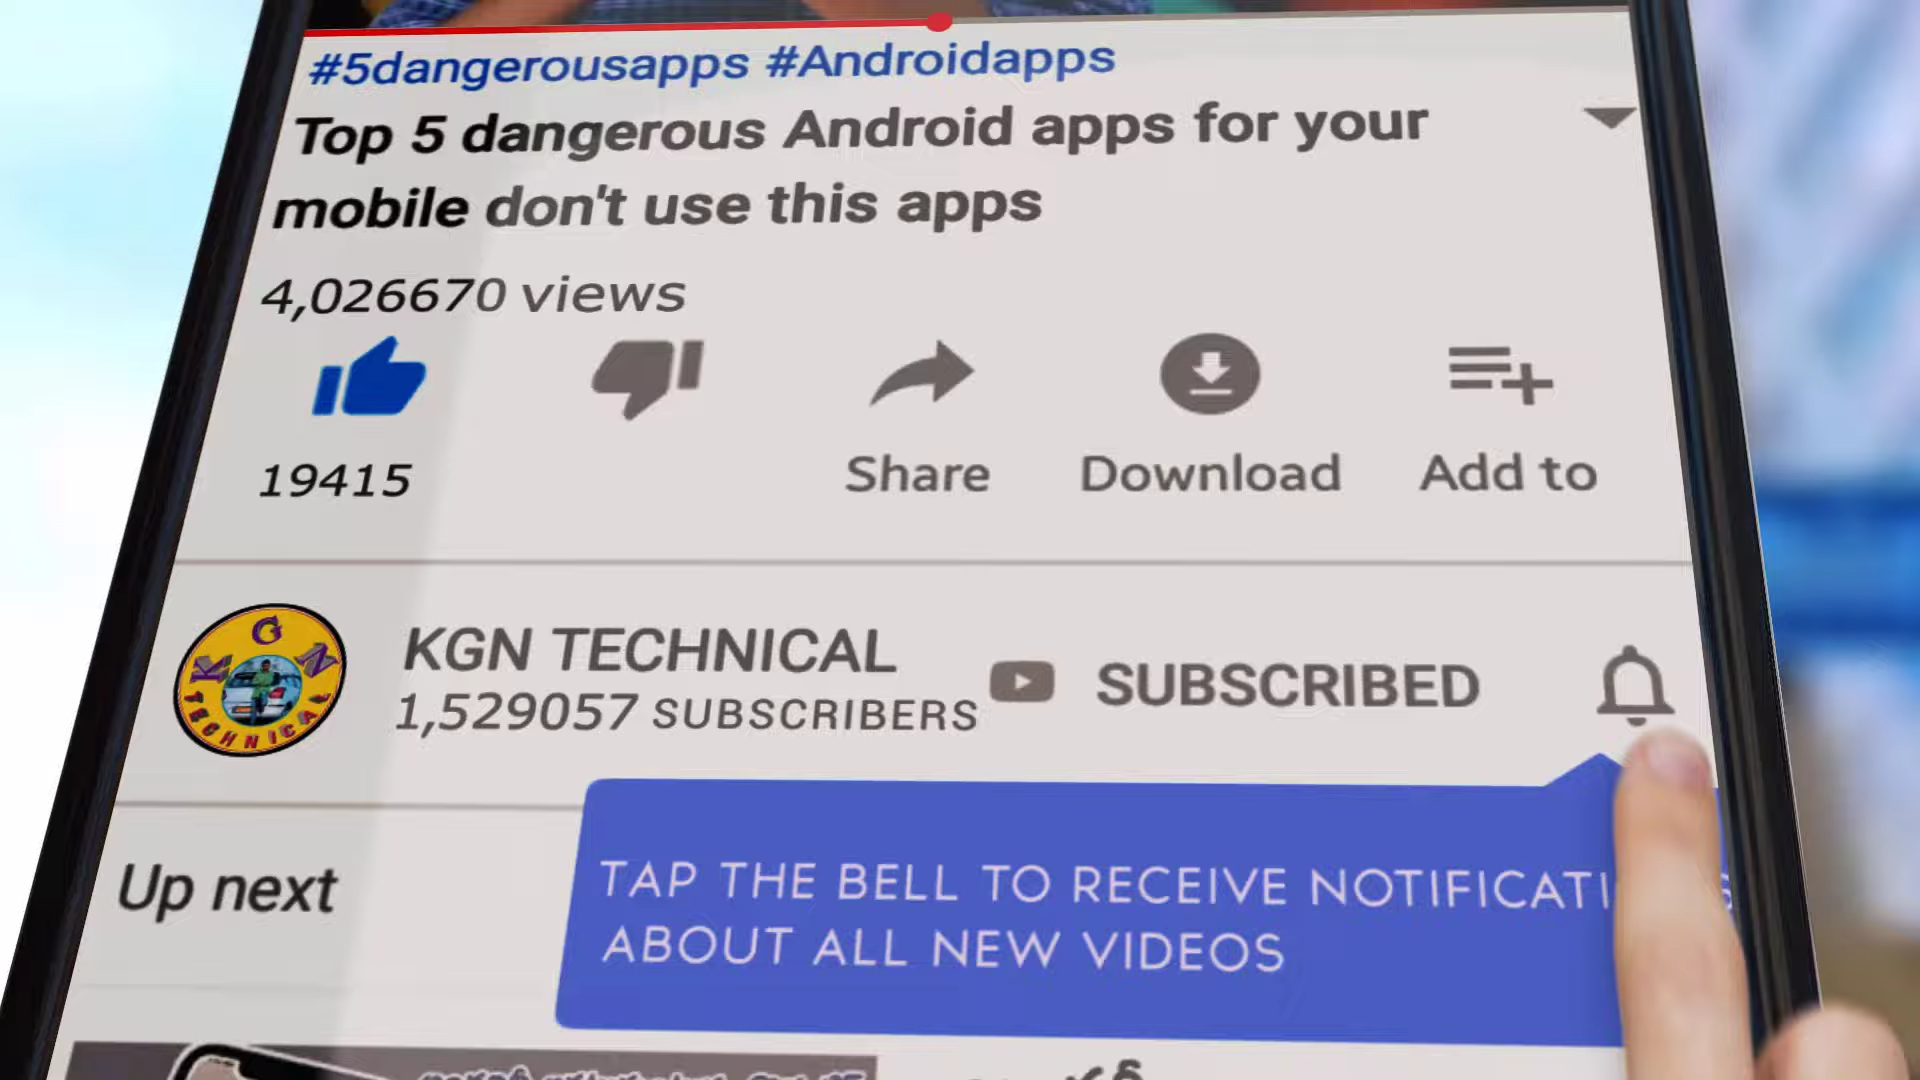 #5dangerousapps #Androidapps
Top 5 dangerous Android apps for your
mobile don't use this apps
4,026670 views
19415
Share
Download
Add to
K G N
TECHNICAL
KGN TECHNICAL
1,529057 SUBSCRIBERS
SUBSCRIBED
Up next
TAP THE BELL TO RECEIVE
ABOUT ALL NEW VIDEOS